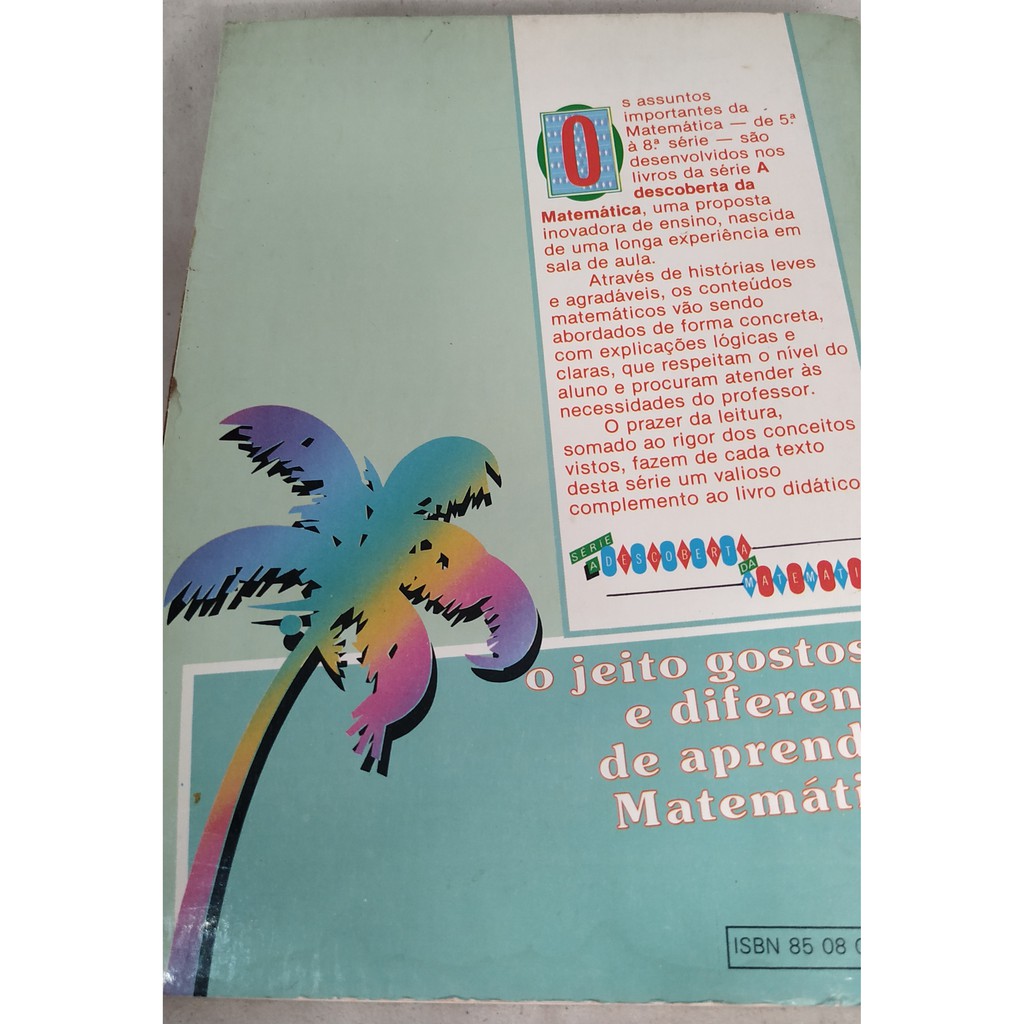 Os assuntos
importantes da
Matemática — de 5ª
à 8ª série — são
desenvolvidos nos
livros da série A
descoberta da
Matemática, uma proposta
inovadora de ensino, nascida
de uma longa experiência em
sala de aula.
Através de histórias leves
e agradáveis, os conteúdos
matemáticos vão sendo
abordados de forma concreta,
com explicações lógicas e
claras, que respeitam o nível do
aluno e procuram atender às
necessidades do professor.
O prazer da leitura,
somado ao rigor dos conceitos
vistos, fazem de cada texto
desta série um valioso
complemento ao livro didático
SÉRIE
A DESCOBERTA
DA
MATEMATI
o jeito gostos
e diferen
de aprend
Matemáti
ISBN 85 08 0